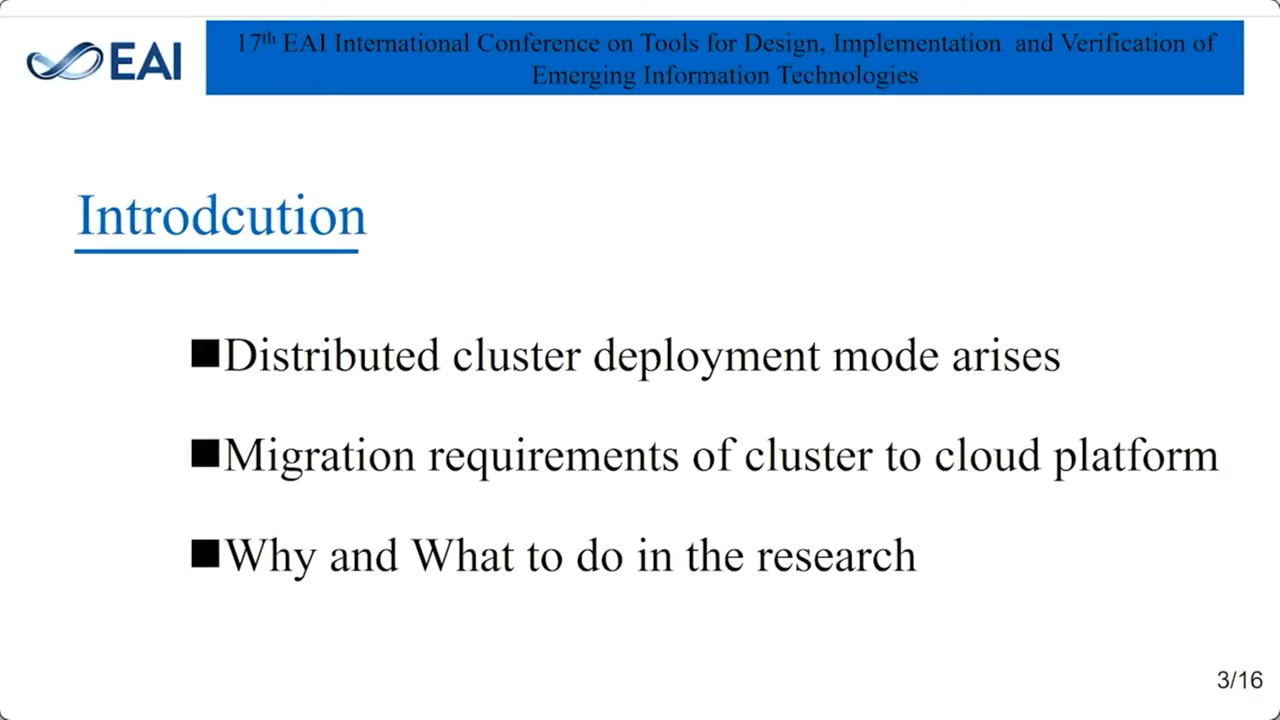 EAI
17th EAI International Conference on Tools for Design, Implementation and Verification of
Emerging Information Technologies
Introdcution
■Distributed cluster deployment mode arises
■Migration requirements of cluster to cloud platform
■Why and What to do in the research
3/16